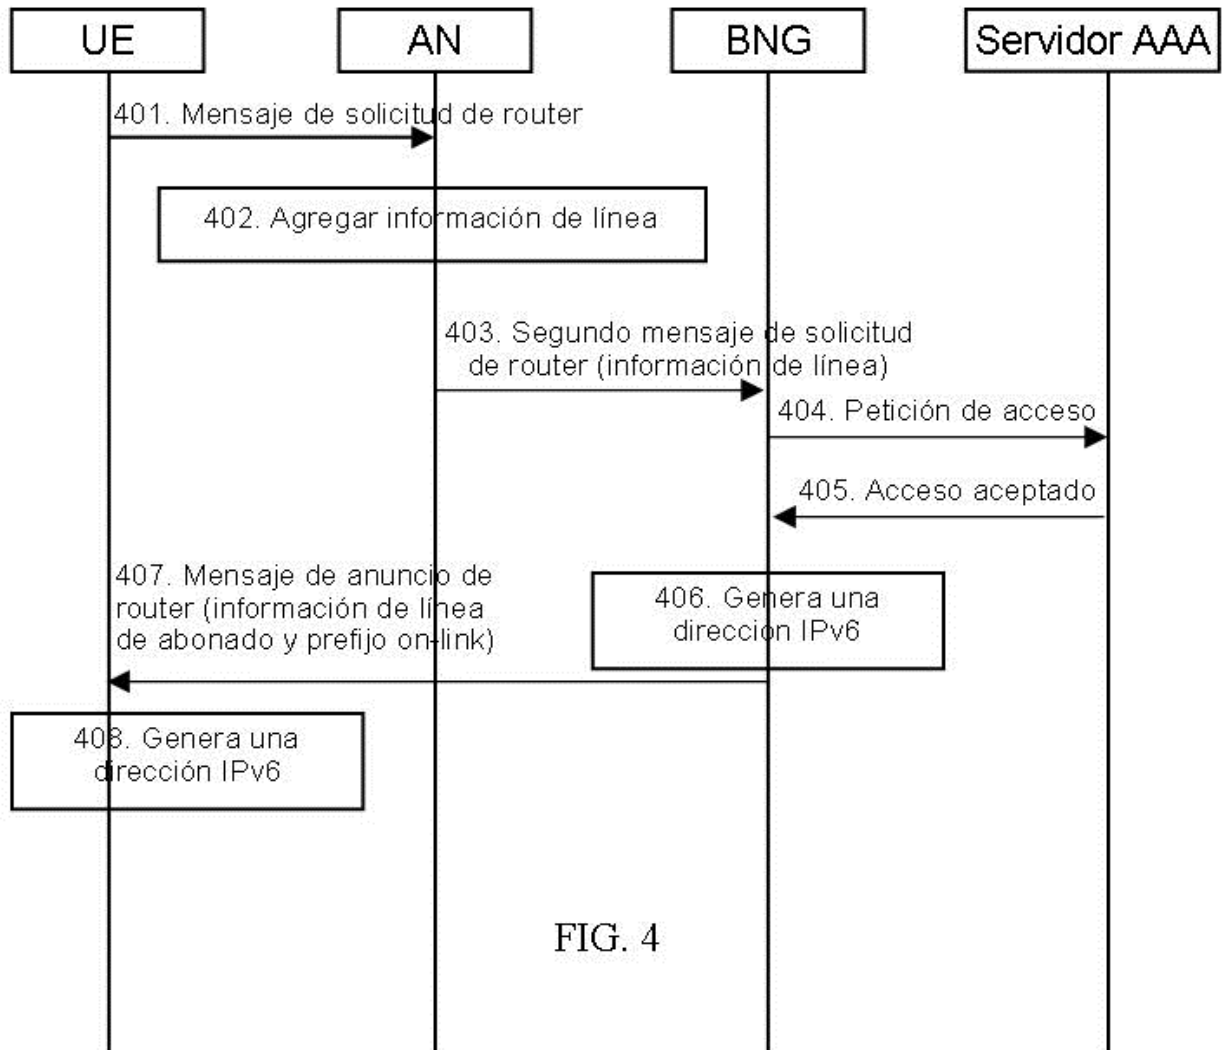 UE
AN
BNG
Servidor AAA
401. Mensaje de solicitud de router
402. Agregar información de línea
403. Segundo mensaje de solicitud
de router (información de línea)
404. Petición de acceso
405. Acceso aceptado
406. Genera una
dirección IPv6
407. Mensaje de anuncio de
router (información de línea
de abonado y prefijo on-link)
408. Genera una
dirección IPv6
FIG. 4